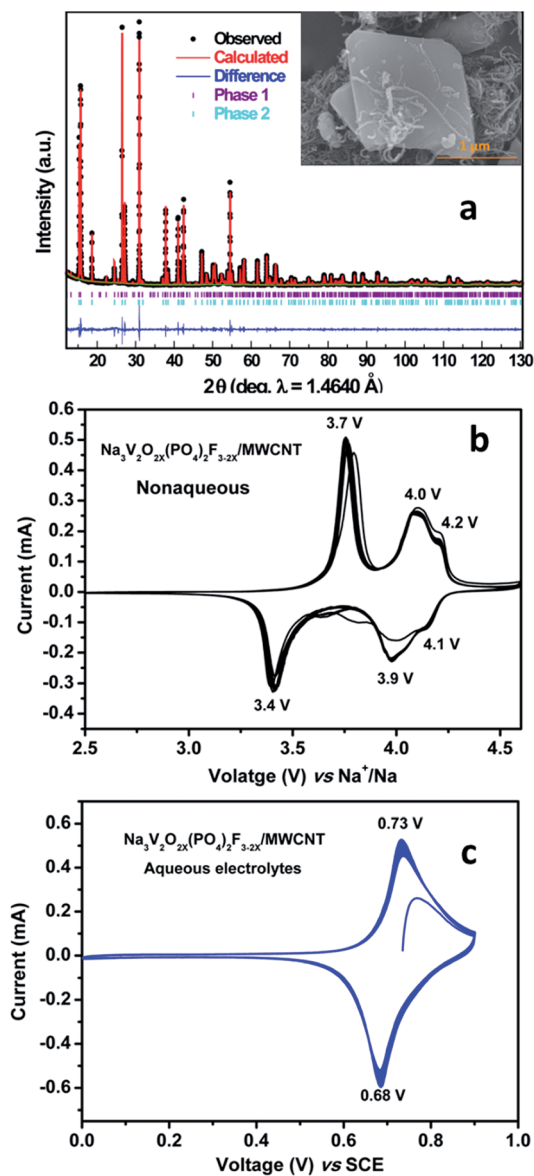 Observed
Calculated
Difference
Phase 1
Phase 2
1 μm
a
Intensity (a.u.)
20 30 40 50 60 70 80 90 100 110 120 130
2θ (deg. λ = 1.4640 Å)
b
Na3V2O2X(PO4)2F3-2X/MWCNT
Nonaqueous
3.7 V
4.0 V
4.2 V
3.4 V
3.9 V
4.1 V
0.6
0.5
0.4
0.3
0.2
0.1
0.0
-0.1
-0.2
-0.3
-0.4
Current (mA)
2.5 3.0 3.5 4.0 4.5
Volatge (V) vs Na+/Na
c
Na3V2O2X(PO4)2F3-2X/MWCNT
Aqueous electrolytes
0.73 V
0.68 V
0.6
0.4
0.2
0.0
-0.2
-0.4
-0.6
Current (mA)
0.0 0.2 0.4 0.6 0.8 1.0
Voltage (V) vs SCE